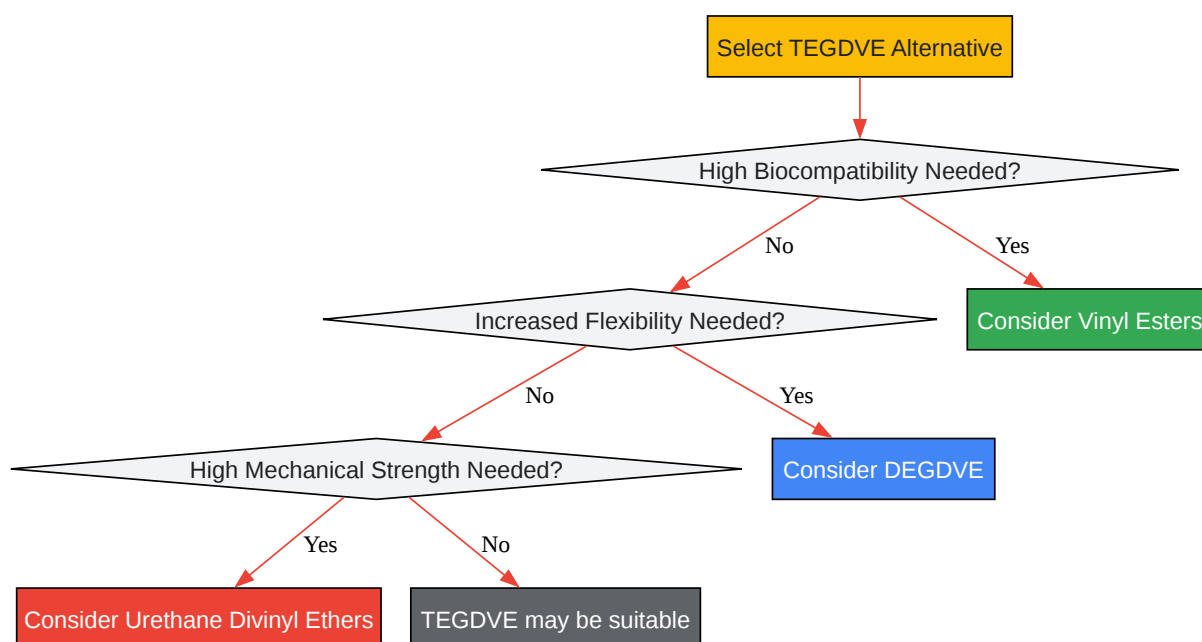 Select TEGDVE Alternative
High Biocompatibility Needed?
No
Yes
Increased Flexibility Needed?
Consider Vinyl Esters
No
Yes
High Mechanical Strength Needed?
Consider DEGDVE
Yes
No
Consider Urethane Divinyl Ethers
TEGDVE may be suitable